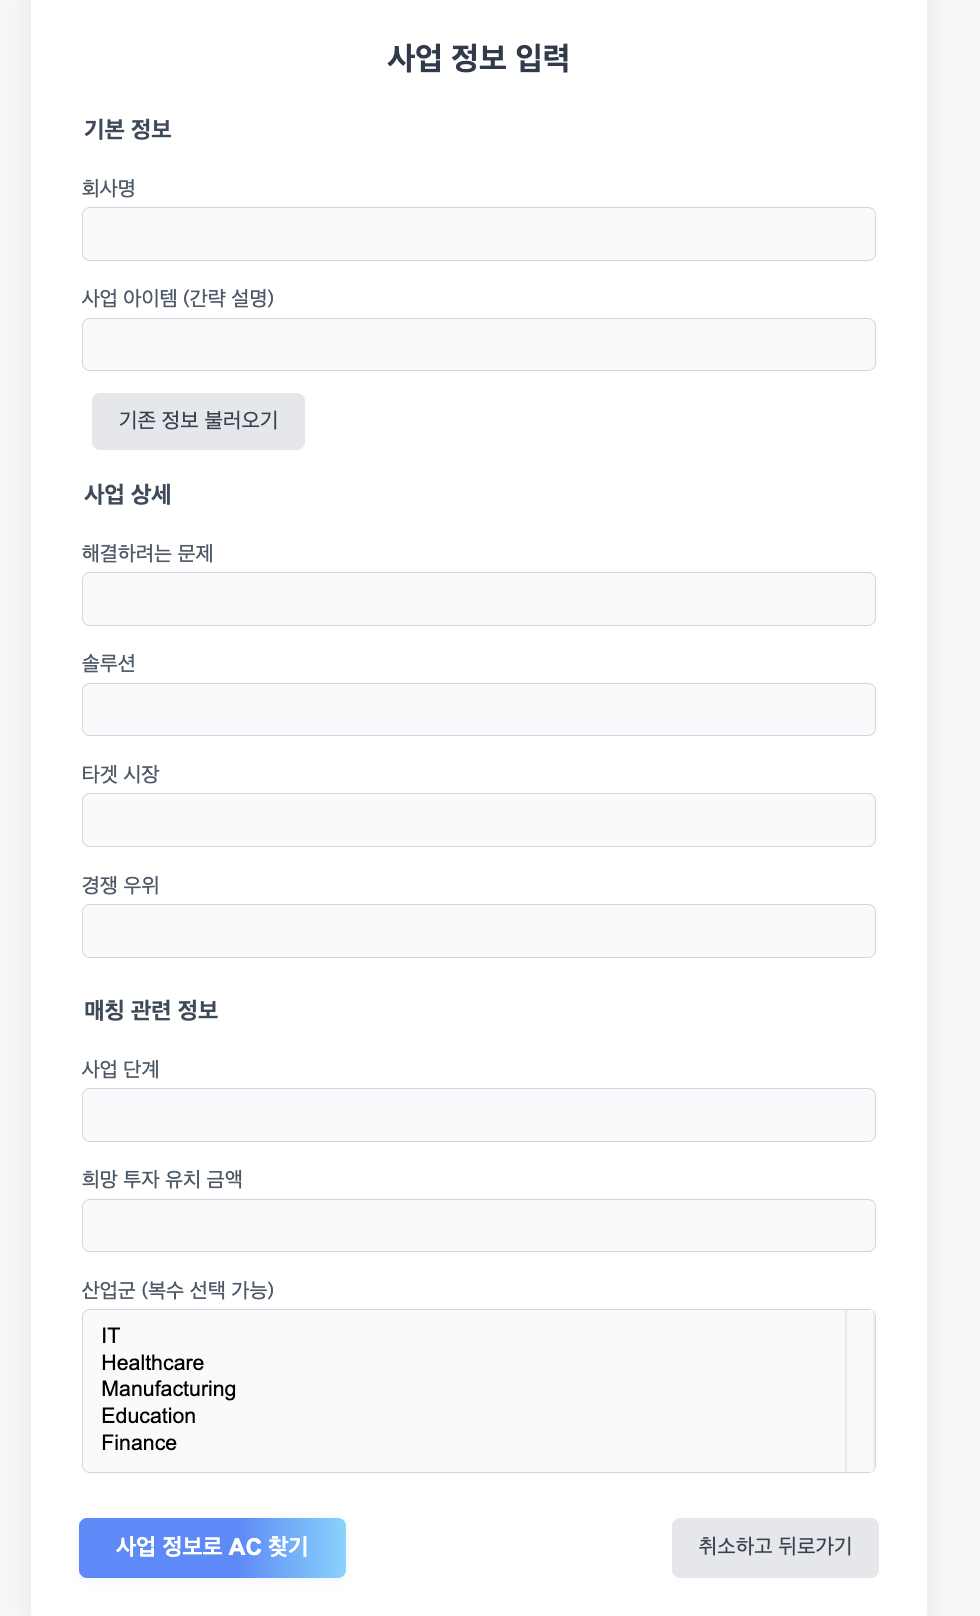 사업 정보 입력
기본 정보
회사명
사업 아이템 (간략 설명)
기존 정보 불러오기
사업 상세
해결하려는 문제
솔루션
타겟 시장
경쟁 우위
매칭 관련 정보
사업 단계
희망 투자 유치 금액
산업군 (복수 선택 가능)
IT
Healthcare
Manufacturing
Education
Finance
사업 정보로 AC 찾기
취소하고 뒤로가기